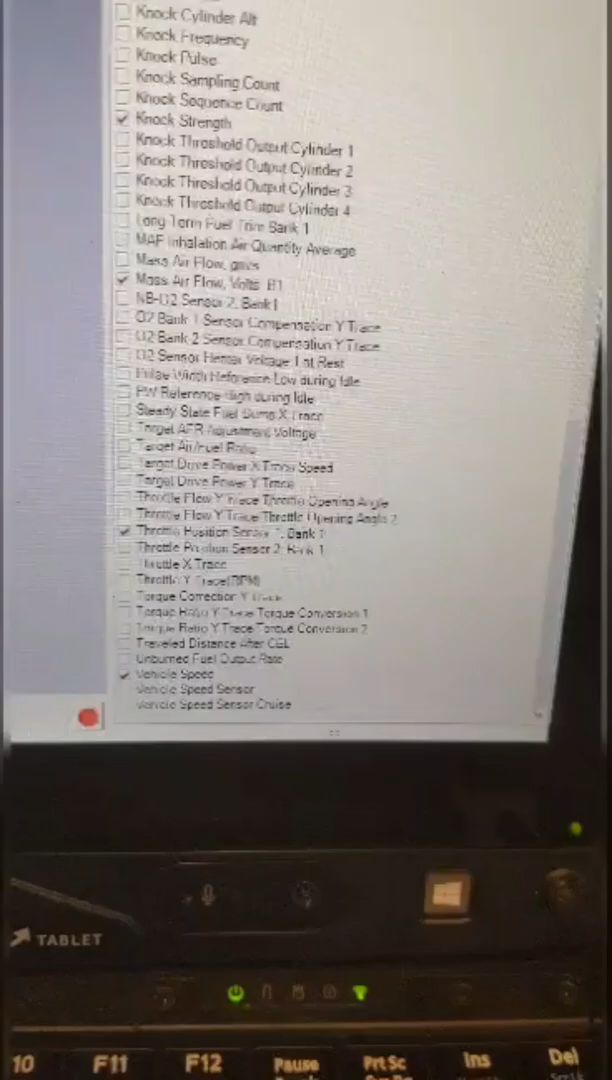 Knock Cylinder Alt
Knock Frequency
Knock Pulse
Knock Sampling Count
Knock Sequence Count
Knock Strength
Knock Threshold Output Cylinder 1
Knock Threshold Output Cylinder 2
Knock Threshold Output Cylinder 3
Knock Threshold Output Cylinder 4
Long Term Fuel Trim Bank 1
MAF Inhalation Air Quantity Average
Mass Air Flow, gm/s
Mass Air Flow, Volts B1
NB-O2 Sensor 2, Bank1
O2 Bank 1 Sensor Compensation Y Trace
O2 Bank 2 Sensor Compensation Y Trace
O2 Sensor Heater Voltage 1 at Rest
Pulse Width Reference Low during Idle
PW Reference High during Idle
Steady State Fuel Dump X Trace
Target AFR Adjustment Voltage
Target Air/Fuel Ratio
Target Drive Power X Trace Speed
Target Drive Power Y Trace
Throttle Flow Y Trace Throttle Opening Angle
Throttle Flow Y Trace Throttle Opening Angle 2
Throttle Position Sensor 1, Bank 1
Throttle Position Sensor 2, Bank 1
Throttle X Trace
Throttle Y Trace(RPM)
Torque Correction Y Trace
Torque Ratio Y Trace Torque Conversion 1
Torque Ratio Y Trace Torque Conversion 2
Traveled Distance After CEL
Unburned Fuel Output Rate
Vehicle Speed
Vehicle Speed Sensor
Vehicle Speed Sensor Cruise
TABLET
10 F11 F12 Pause Prt Sc Ins Del